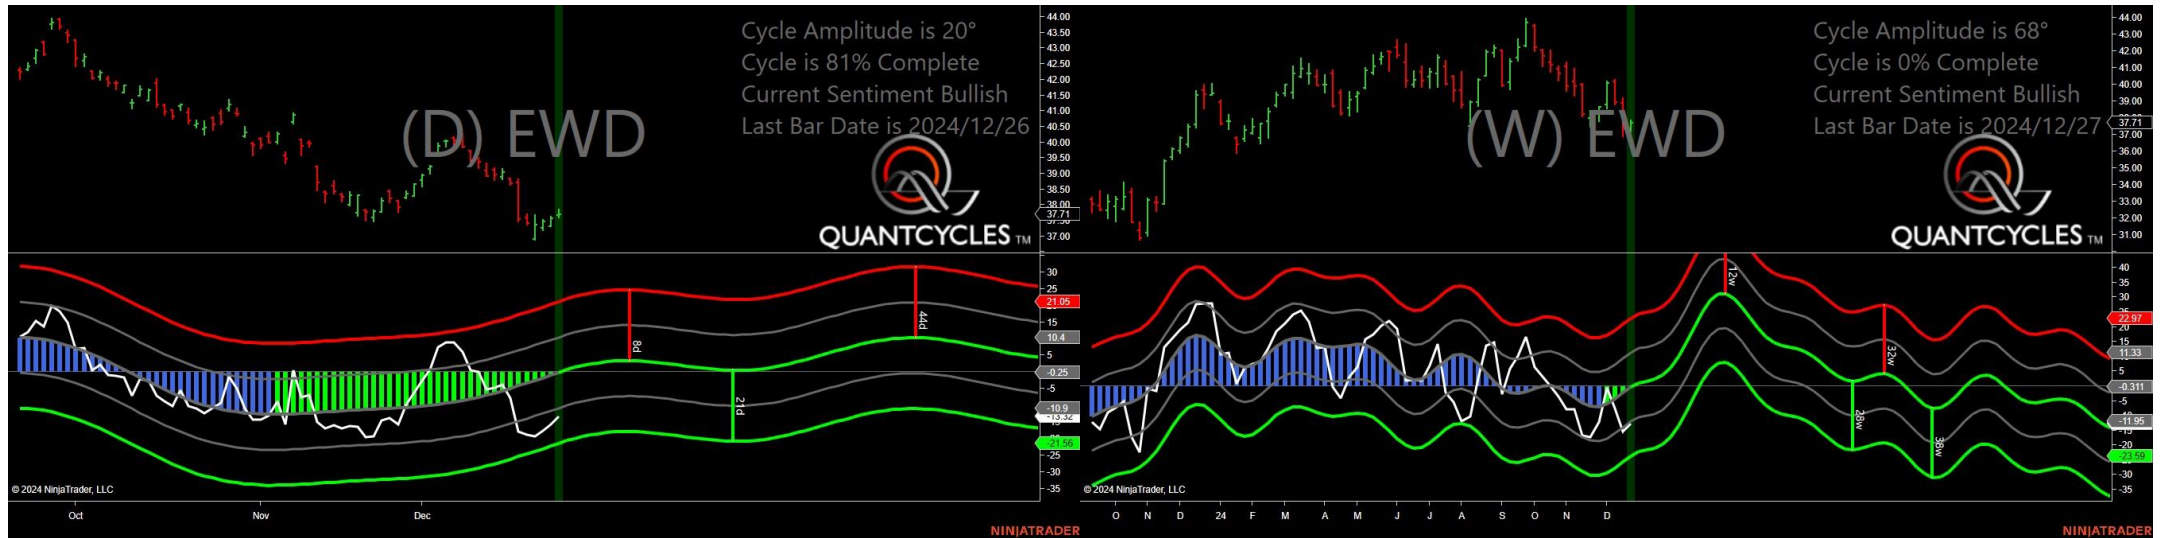 Cycle Amplitude is 20°
Cycle is 81% Complete
Current Sentiment Bullish
Last Bar Date is 2024/12/26
(D) EWD
QUANTCYCLES TM
44.00
43.50
43.00
42.50
42.00
41.50
41.00
40.50
40.00
39.50
39.00
38.50
38.00
37.71
37.00
30
25
21.05
15
10.4
5
-0.25
-5
-10.9
-21.56
-25
-30
-35
8d
21d
44d
© 2024 NinjaTrader, LLC
Oct Nov Dec
NINJATRADER
Cycle Amplitude is 68°
Cycle is 0% Complete
Current Sentiment Bullish
Last Bar Date is 2024/12/27
(W) EWD
QUANTCYCLES TM
44.00
43.00
42.00
41.00
40.00
39.00
37.71
37.00
36.00
35.00
34.00
33.00
32.00
31.00
40
35
30
22.97
20
15
11.33
5
-0.311
-5
-11.95
-15
-20
-23.59
-30
-35
12w
28w
32w
38w
© 2024 NinjaTrader, LLC
O N D 24 F M A M J J A S O N D
NINJATRADER